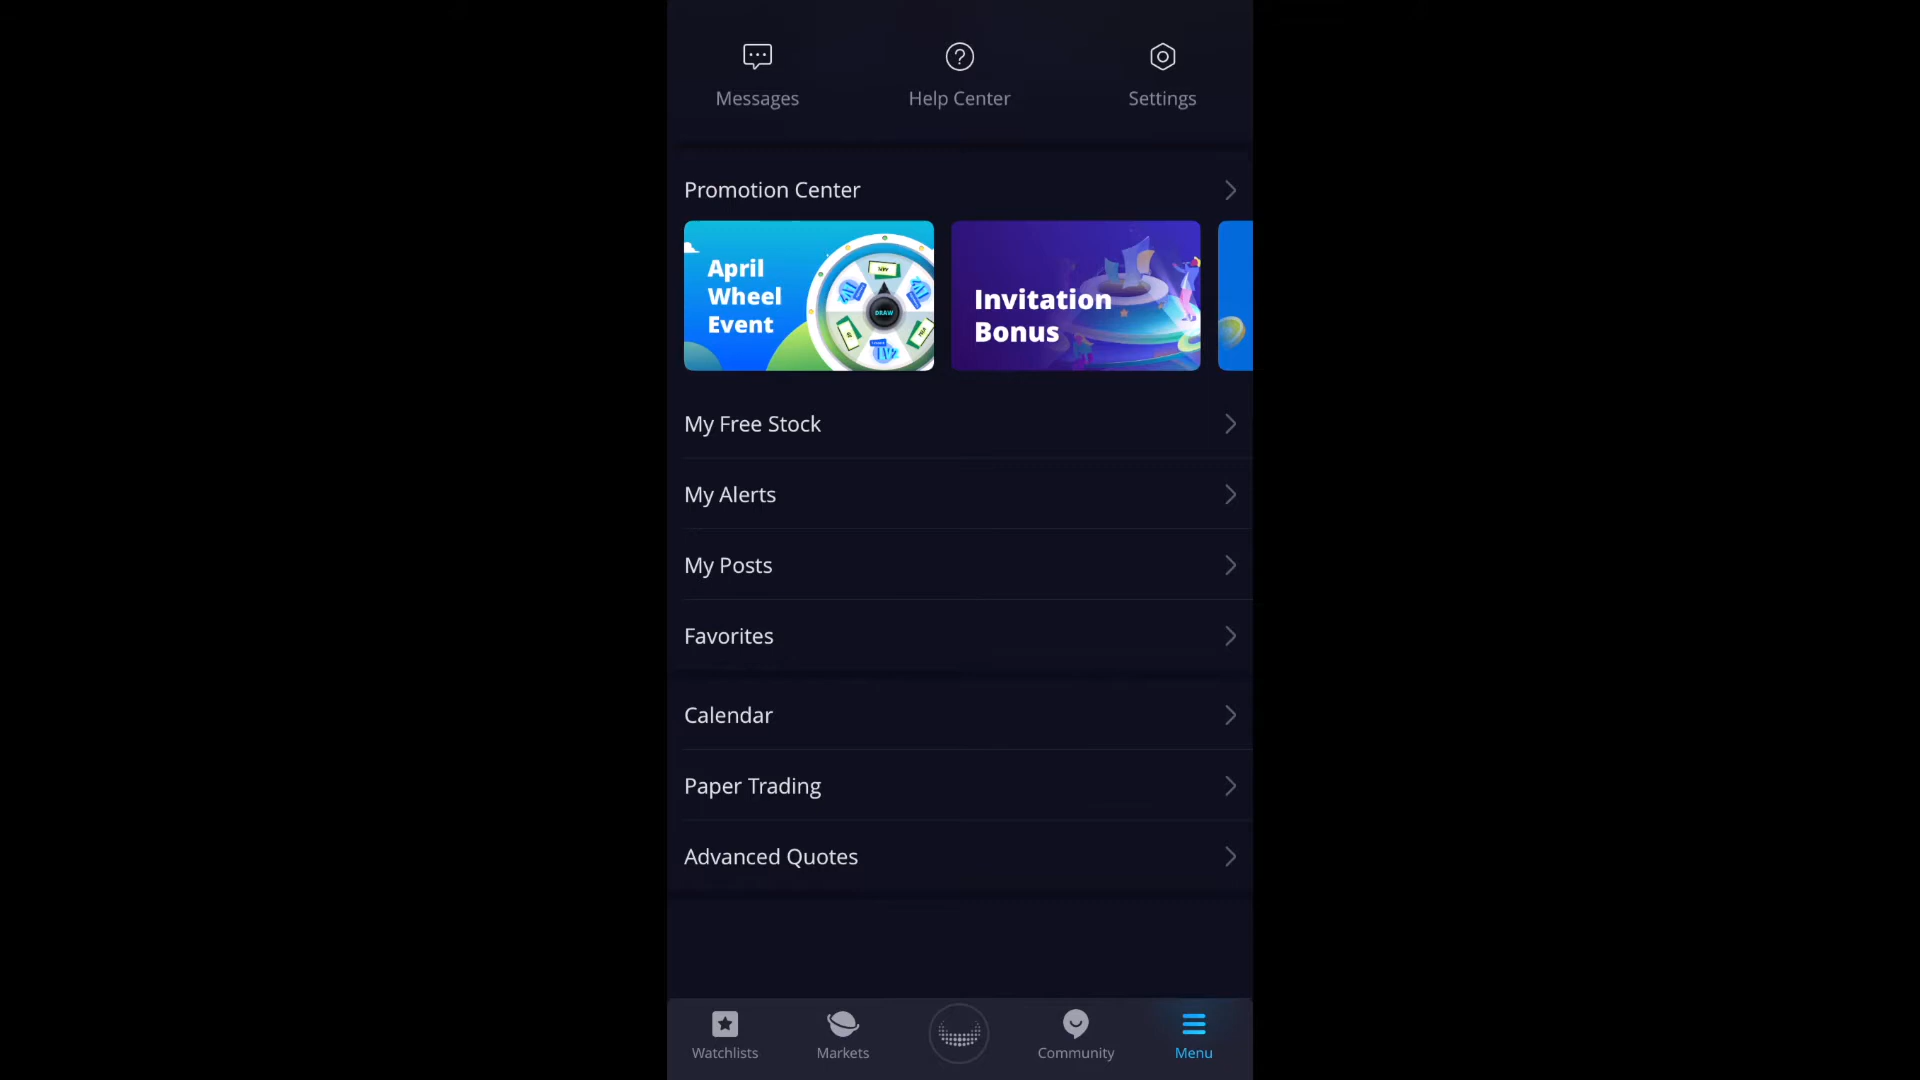 Messages
Help Center
Settings
Promotion Center
April
Wheel
Event
DRAW
Invitation
Bonus
My Free Stock
My Alerts
My Posts
Favorites
Calendar
Paper Trading
Advanced Quotes
Watchlists
Markets
Community
Menu